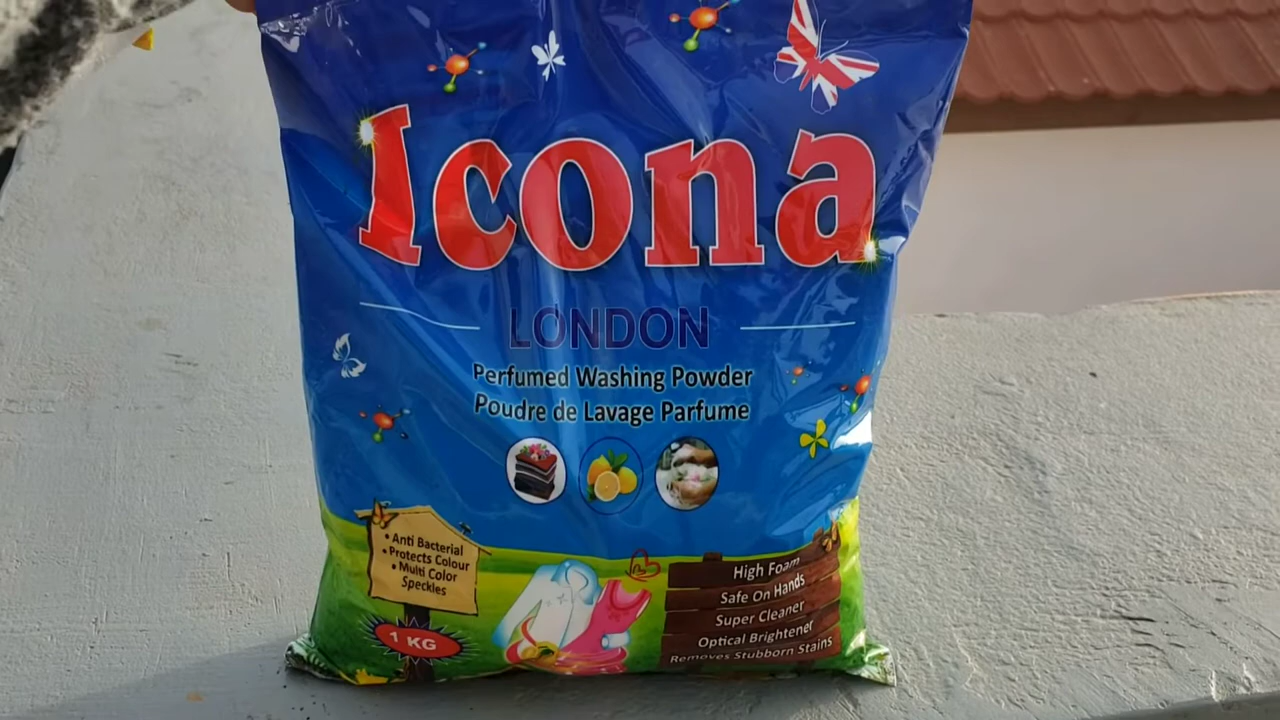 Icona
LONDON
Perfumed Washing Powder
Poudre de Lavage Parfume
• Anti Bacterial
• Protects Colour
• Multi Color
Speckles
1 KG
High Foam
Safe On Hands
Super Cleaner
Optical Brightener
Removes Stubborn Stains